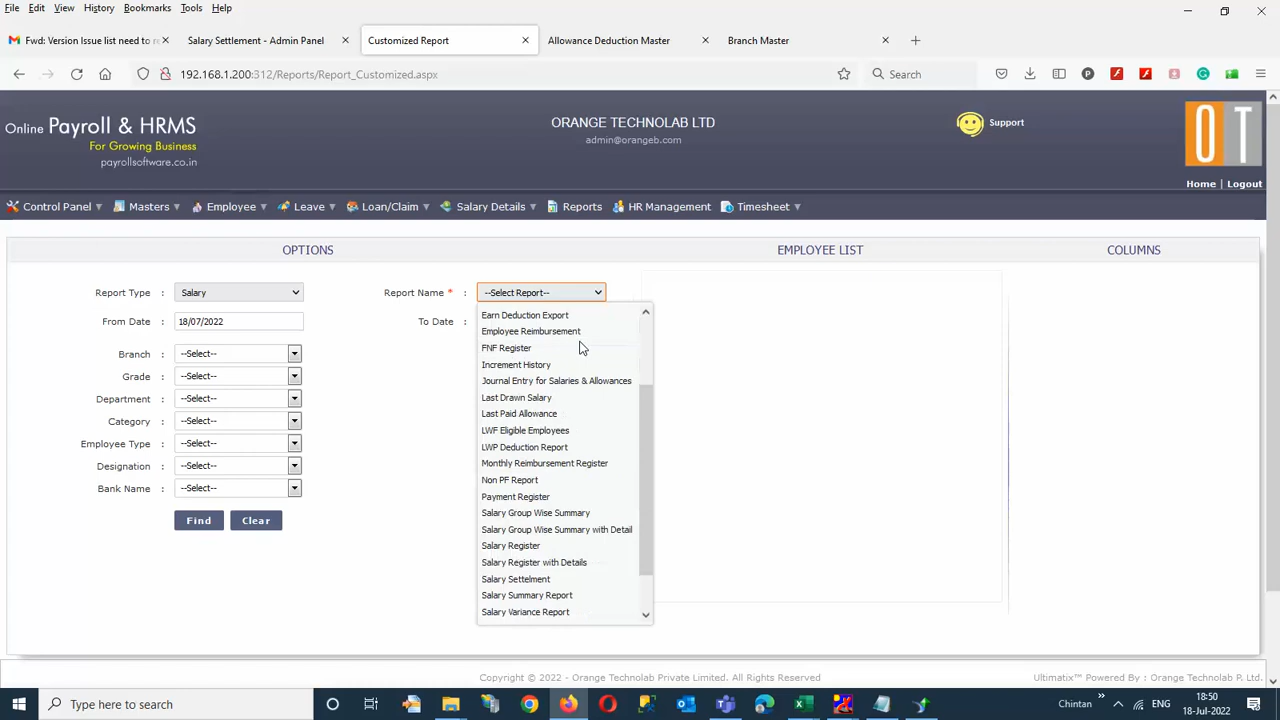 File Edit View History Bookmarks Tools Help
Fwd: Version Issue list need to r
Salary Settlement - Admin Panel
Customized Report
Allowance Deduction Master
Branch Master
192.168.1.200:312/Reports/Report_Customized.aspx
Search
Online Payroll & HRMS
For Growing Business
payrollsoftware.co.in
ORANGE TECHNOLAB LTD
admin@orangeb.com
Support
OT
Home | Logout
Control Panel Masters Employee Leave Loan/Claim Salary Details Reports HR Management Timesheet
OPTIONS
EMPLOYEE LIST
COLUMNS
Report Type : Salary
Report Name * : --Select Report--
From Date : 18/07/2022
To Date :
Branch : --Select--
Grade : --Select--
Department : --Select--
Category : --Select--
Employee Type : --Select--
Designation : --Select--
Bank Name : --Select--
Find Clear
Earn Deduction Export
Employee Reimbursement
FNF Register
Increment History
Journal Entry for Salaries & Allowances
Last Drawn Salary
Last Paid Allowance
LWF Eligible Employees
LWP Deduction Report
Monthly Reimbursement Register
Non PF Report
Payment Register
Salary Group Wise Summary
Salary Group Wise Summary with Detail
Salary Register
Salary Register with Details
Salary Settelment
Salary Summary Report
Salary Variance Report
Copyright © 2022 - Orange Technolab Private Limited. All Rights Reserved
Ultimatix™ Powered By : Orange Technolab P. Ltd.
Type here to search
Chintan
ENG
18:50
18-Jul-2022